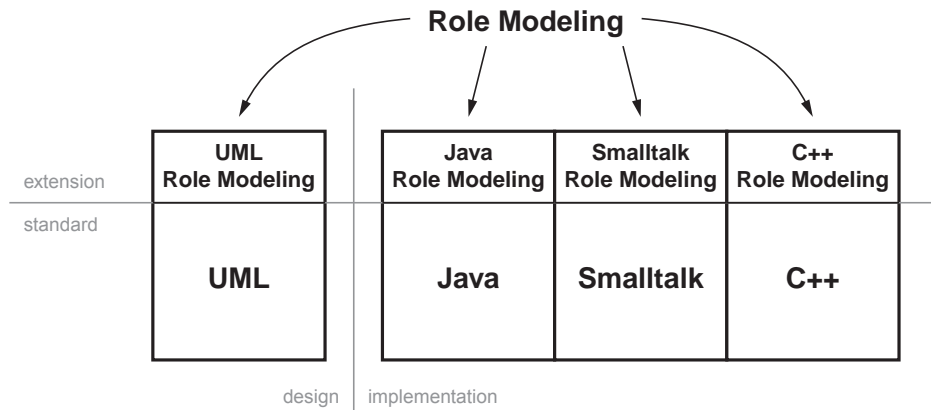 Role Modeling
UML
Role Modeling
Java
Role Modeling
Smalltalk
Role Modeling
C++
Role Modeling
extension
standard
UML
Java
Smalltalk
C++
design
implementation